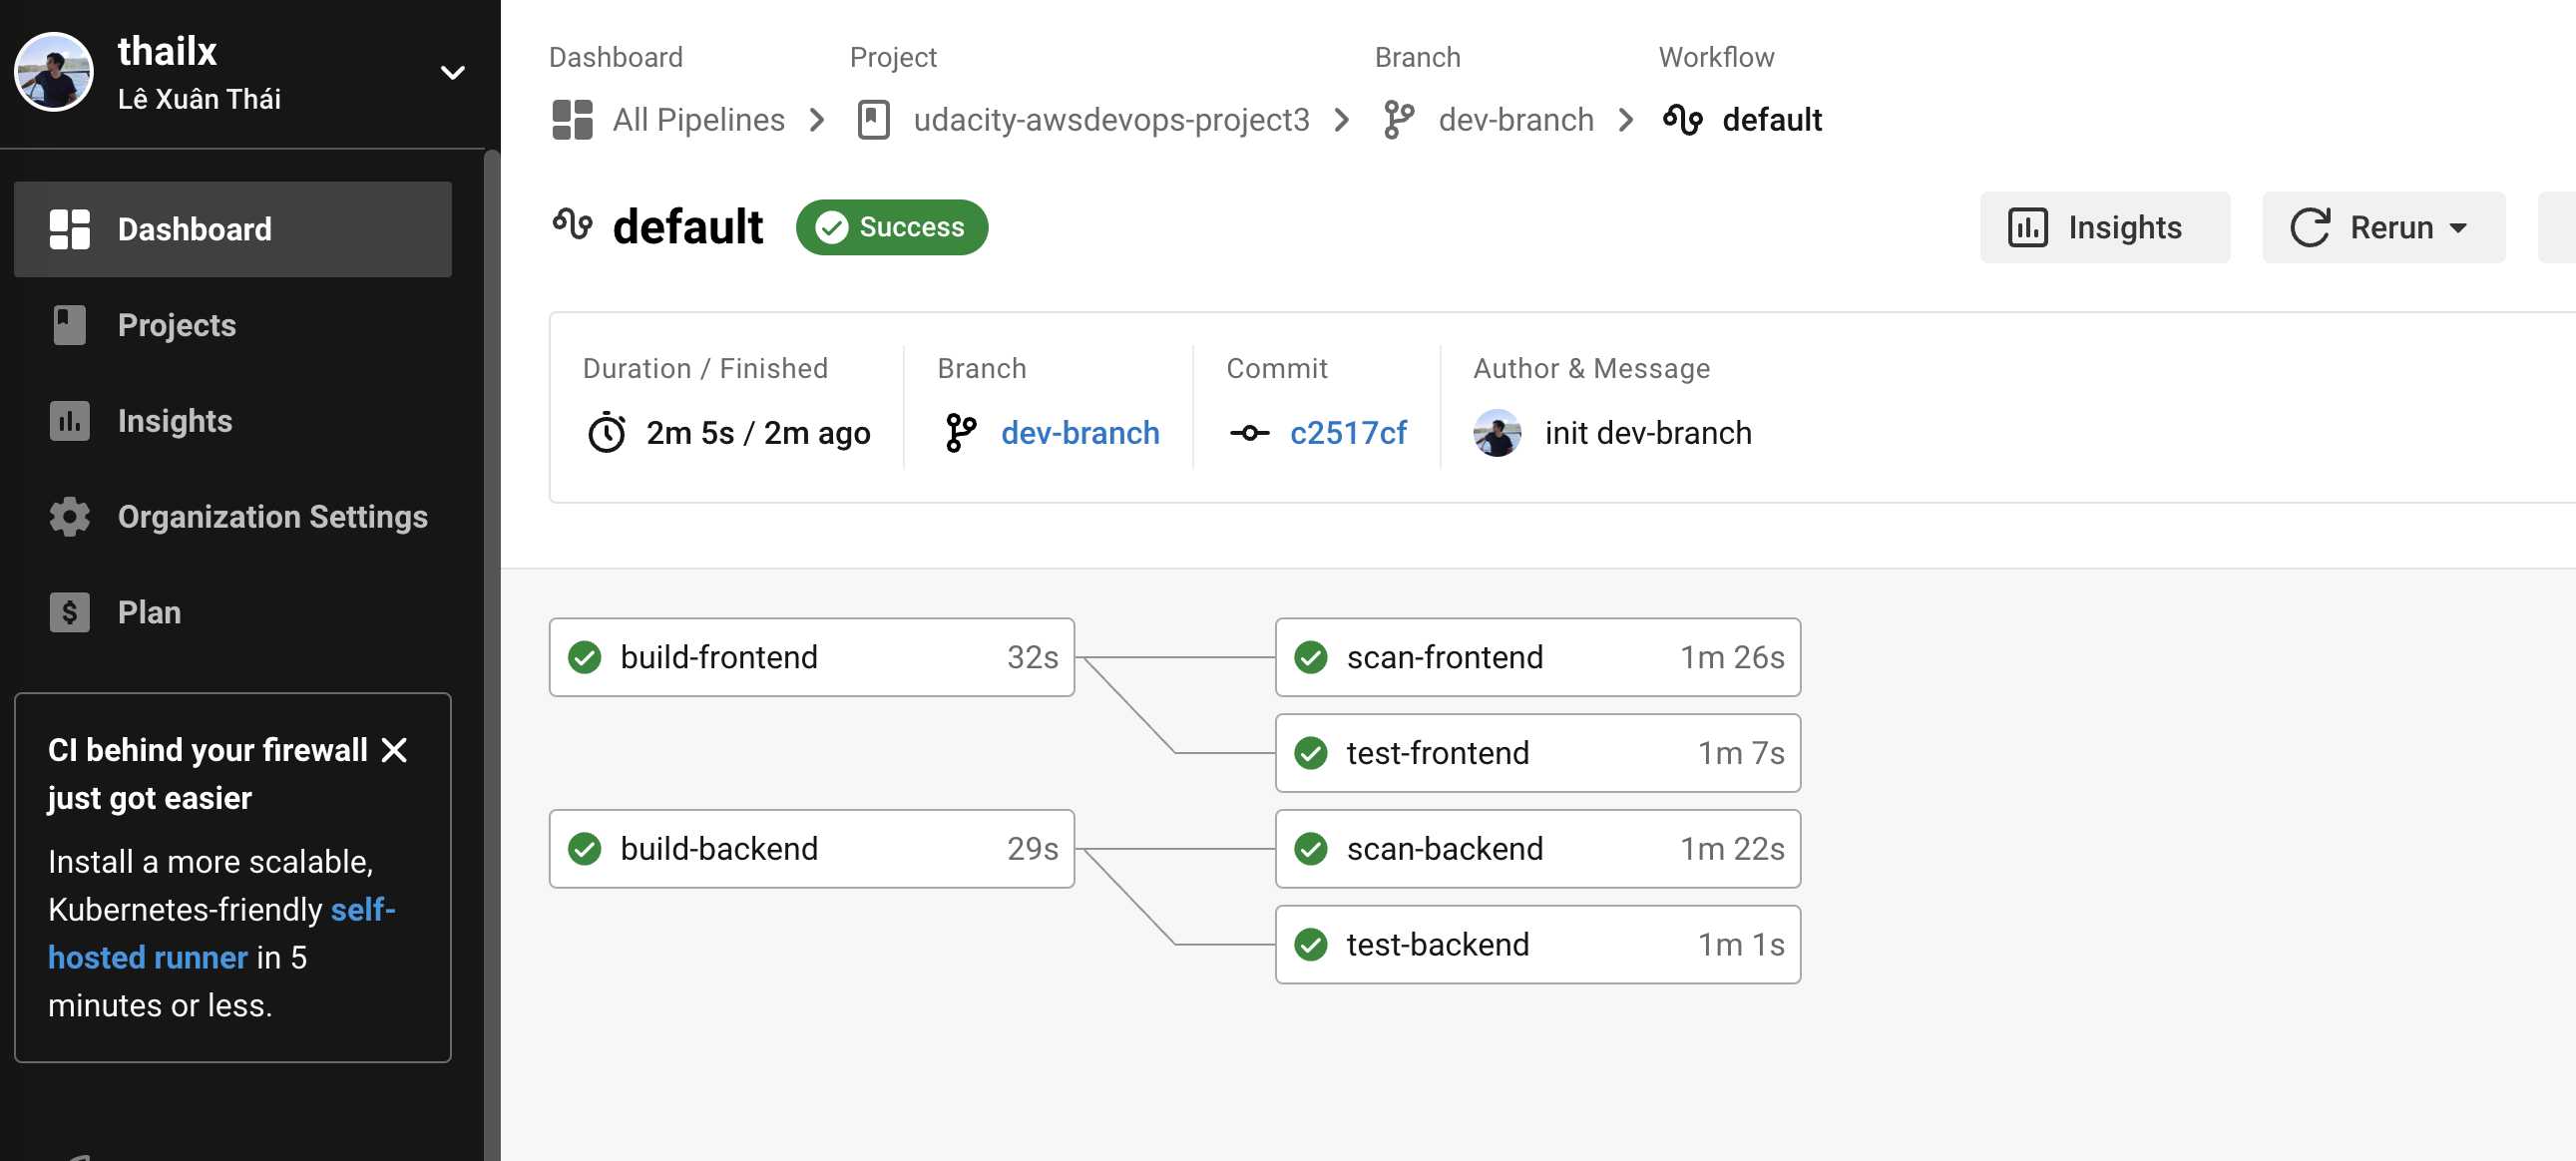 thailx
Lê Xuân Thái
Dashboard
Projects
Insights
Organization Settings
Plan
CI behind your firewall
just got easier
Install a more scalable,
Kubernetes-friendly self-
hosted runner in 5
minutes or less.
Dashboard Project Branch Workflow
All Pipelines udacity-awsdevops-project3 dev-branch default
default Success Insights Rerun
Duration / Finished Branch Commit Author & Message
2m 5s / 2m ago dev-branch c2517cf init dev-branch
build-frontend 32s scan-frontend 1m 26s
test-frontend 1m 7s
build-backend 29s scan-backend 1m 22s
test-backend 1m 1s